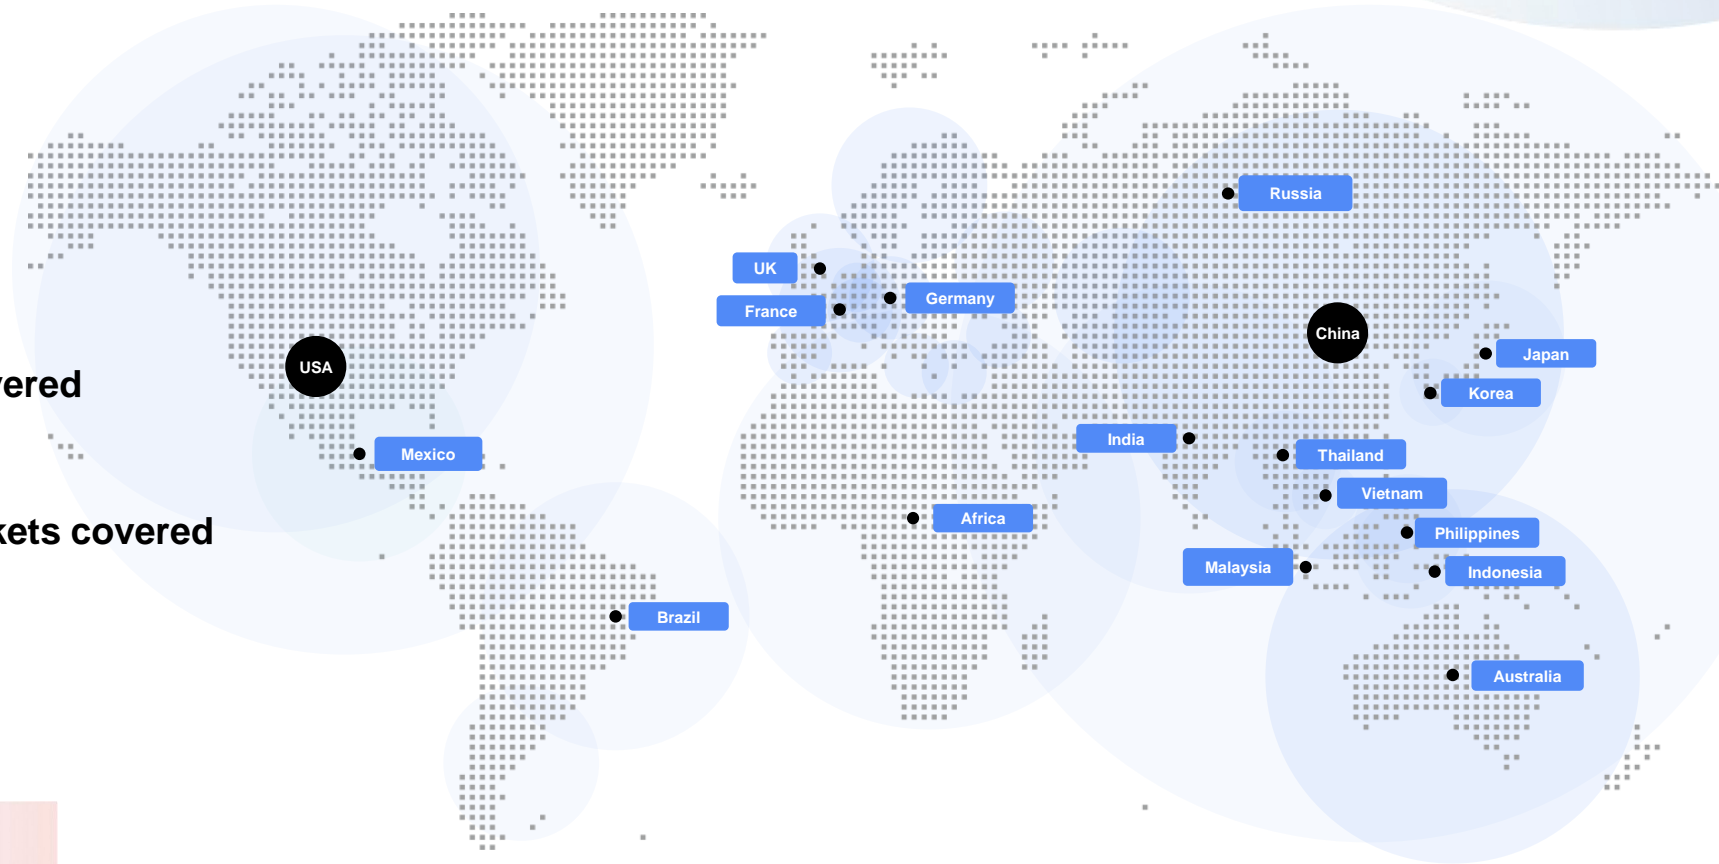 Russia
UK
Germany
France
China
Japan
USA
vered
Korea
India
Mexico
Thailand
Vietnam
Africa
kets covered
Philippines
Malaysia
Indonesia
Brazil
Australia